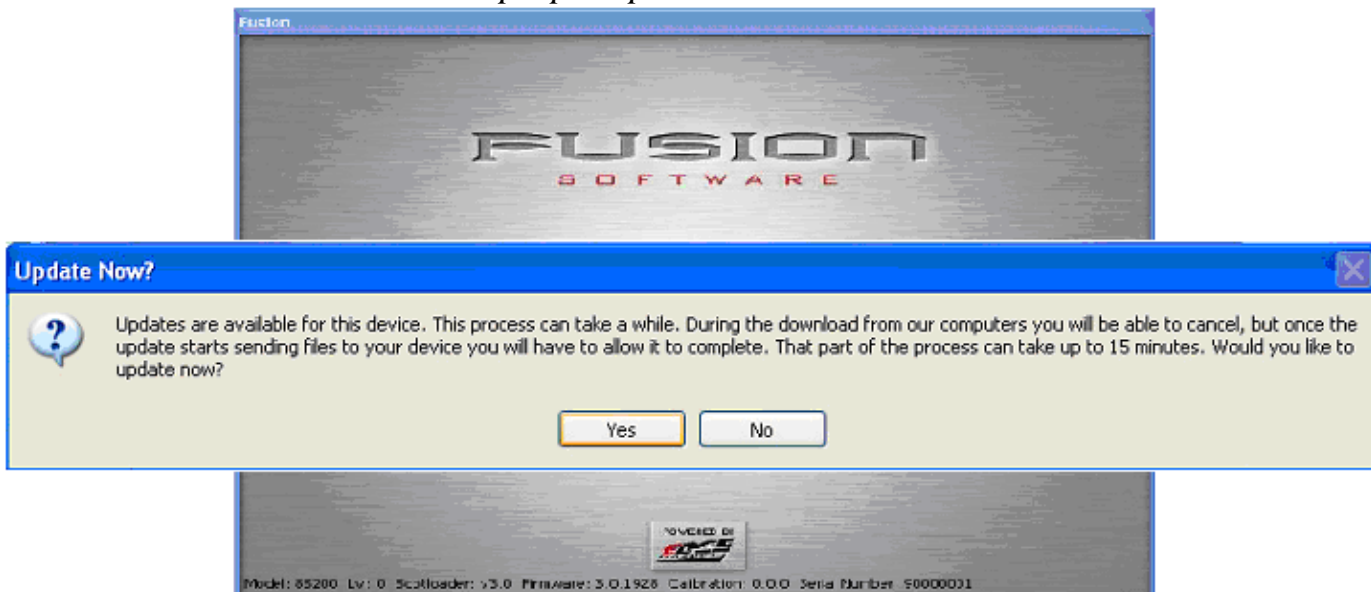 Fusion
FUSION
SOFTWARE
Update Now?
Updates are available for this device. This process can take a while. During the download from our computers you will be able to cancel, but once the
update starts sending files to your device you will have to allow it to complete. That part of the process can take up to 15 minutes. Would you like to
update now?
Yes No
POWERED BY
Model: 85200 Lv: 0 Bootloader: v3.0 Firmware: 3.0.1928 Calibration: 0.0.0 Serial Number 90000001